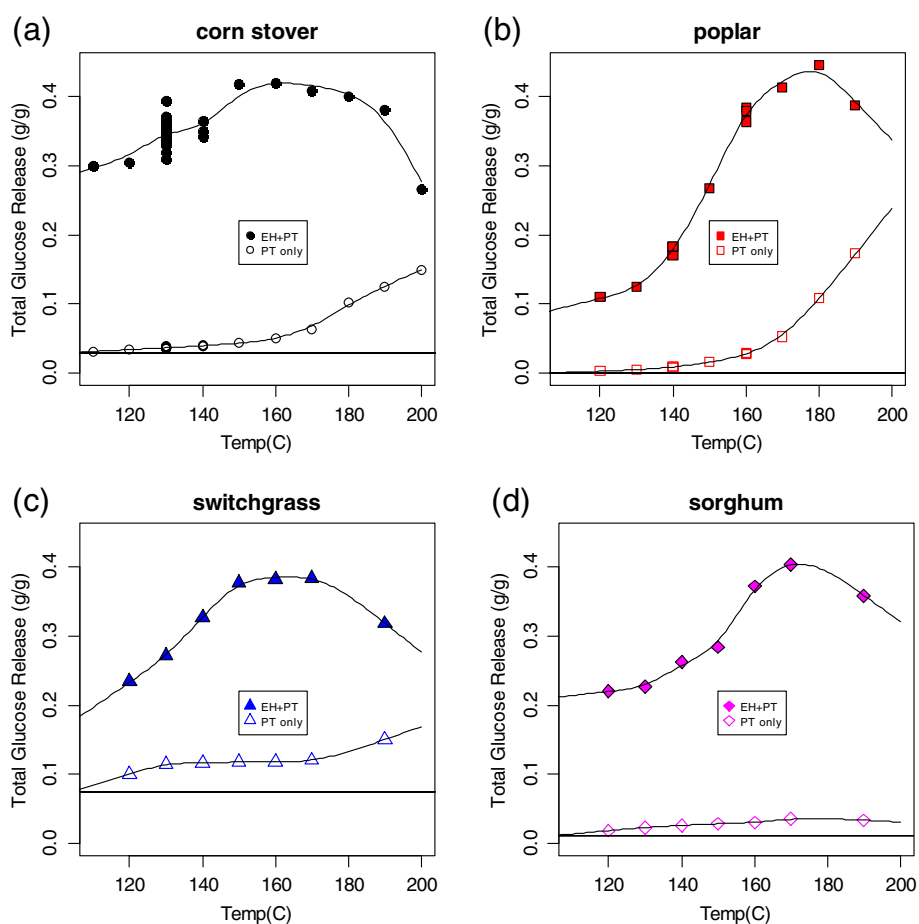 (a)
corn stover
Total Glucose Release (g/g)
0.4
0.3
0.2
0.1
0.0
EH+PT
PT only
120 140 160 180 200
Temp(C)
(b)
poplar
Total Glucose Release (g/g)
0.4
0.3
0.2
0.1
0.0
EH+PT
PT only
120 140 160 180 200
Temp(C)
(c)
switchgrass
Total Glucose Release (g/g)
0.4
0.3
0.2
0.1
0.0
EH+PT
PT only
120 140 160 180 200
Temp(C)
(d)
sorghum
Total Glucose Release (g/g)
0.4
0.3
0.2
0.1
0.0
EH+PT
PT only
120 140 160 180 200
Temp(C)